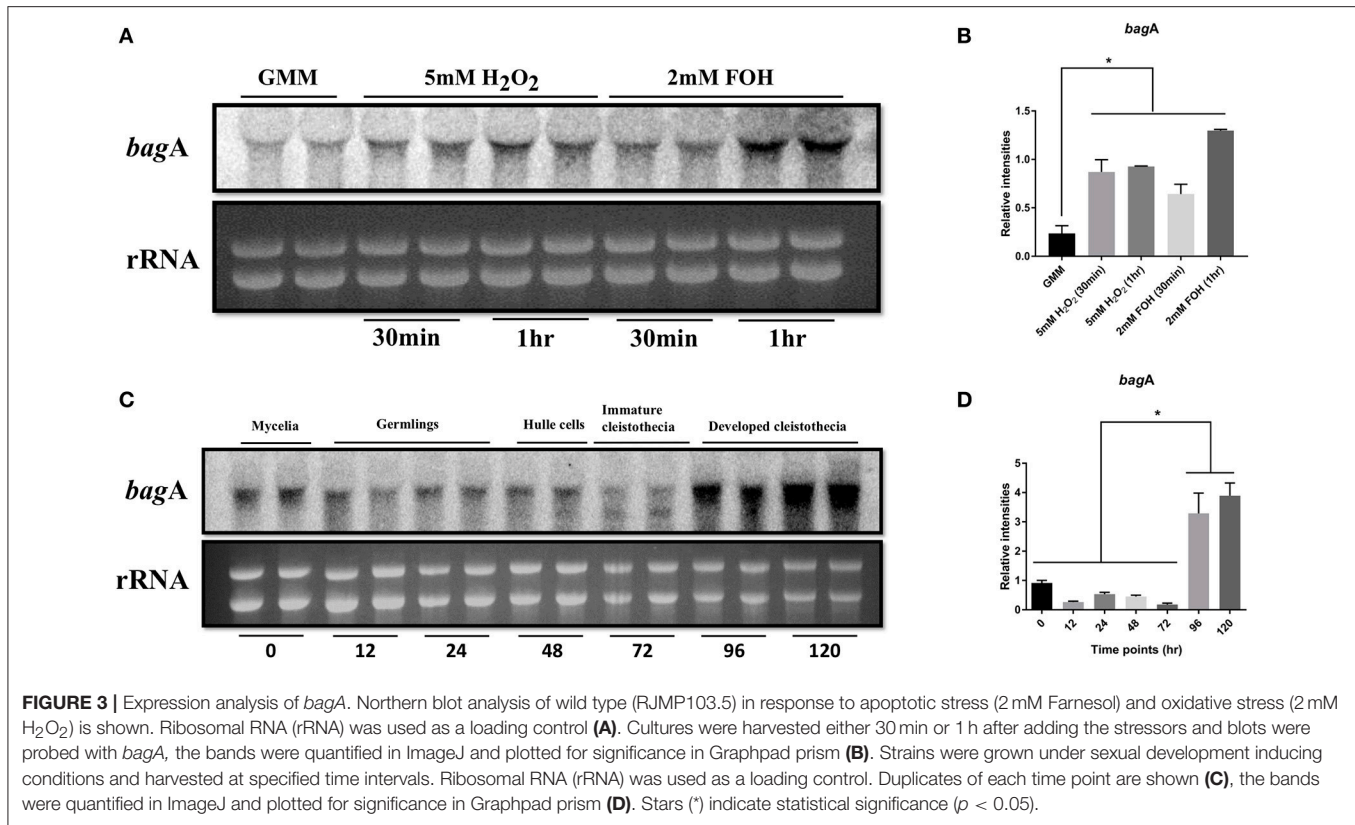 A
GMM 5mM H₂O₂ 2mM FOH
bagA
rRNA
30min 1hr 30min 1hr
B
bagA
*
Relative intensities
1.5
1.0
0.5
0.0
GMM
5mM H₂O₂ (30min)
5mM H₂O₂ (1hr)
2mM FOH (30min)
2mM FOH (1hr)
C
Mycelia Germlings Hulle cells Immature cleistothecia Developed cleistothecia
bagA
rRNA
0 12 24 48 72 96 120
D
bagA
*
Relative intensities
5
4
3
2
1
0
0 12 24 48 72 96 120
Time points (hr)
FIGURE 3 | Expression analysis of bagA. Northern blot analysis of wild type (RJMP103.5) in response to apoptotic stress (2 mM Farnesol) and oxidative stress (2 mM
H₂O₂) is shown. Ribosomal RNA (rRNA) was used as a loading control (A). Cultures were harvested either 30 min or 1 h after adding the stressors and blots were
probed with bagA, the bands were quantified in ImageJ and plotted for significance in Graphpad prism (B). Strains were grown under sexual development inducing
conditions and harvested at specified time intervals. Ribosomal RNA (rRNA) was used as a loading control. Duplicates of each time point are shown (C), the bands
were quantified in ImageJ and plotted for significance in Graphpad prism (D). Stars (*) indicate statistical significance (p < 0.05).